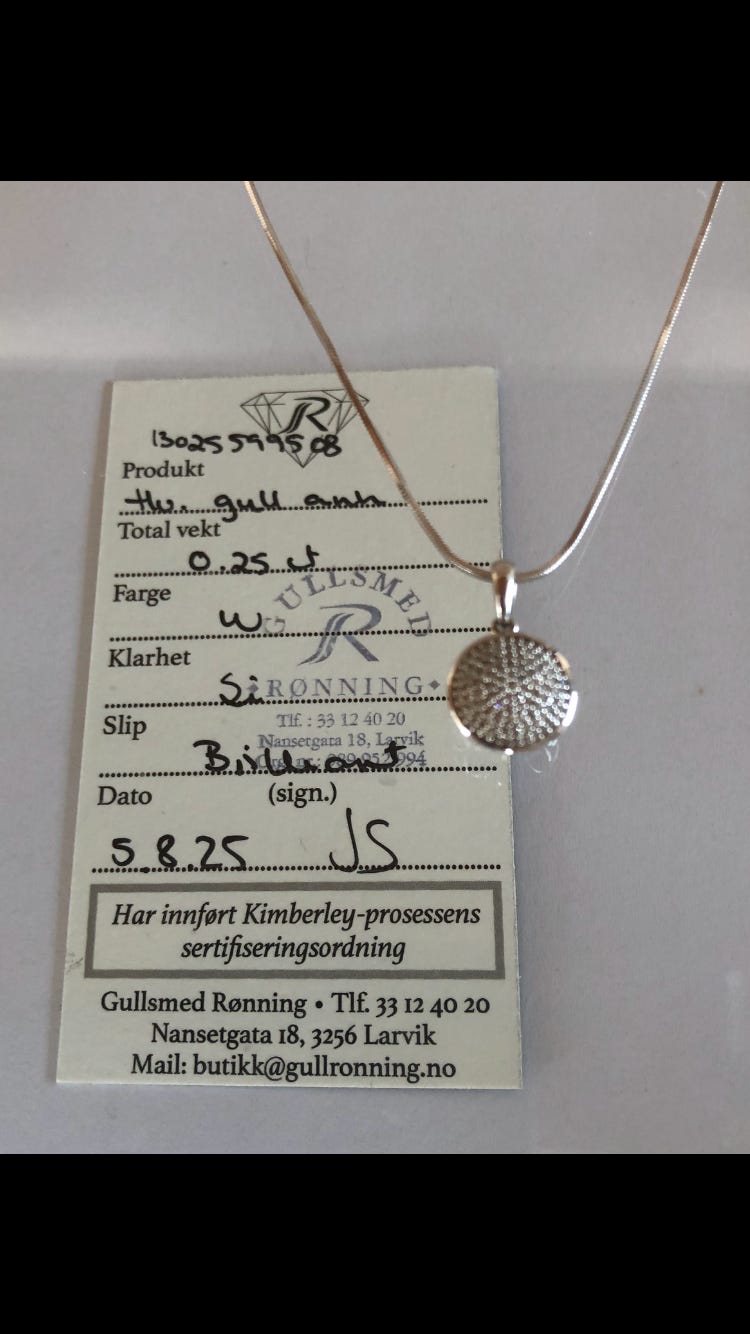 R
13025599508
Produkt
Hv. gull anh
Total vekt
0.25 ct
Farge
W
Klarhet
Si
Slip
Brilliant
GULLSMED
R
RØNNING
Tlf. : 33 12 40 20
Nansetgata 18, Larvik
Dato (sign.)
5.8.25 JS
Har innført Kimberley-prosessens
sertifiseringsordning
Gullsmed Rønning • Tlf. 33 12 40 20
Nansetgata 18, 3256 Larvik
Mail: butikk@gullronning.no